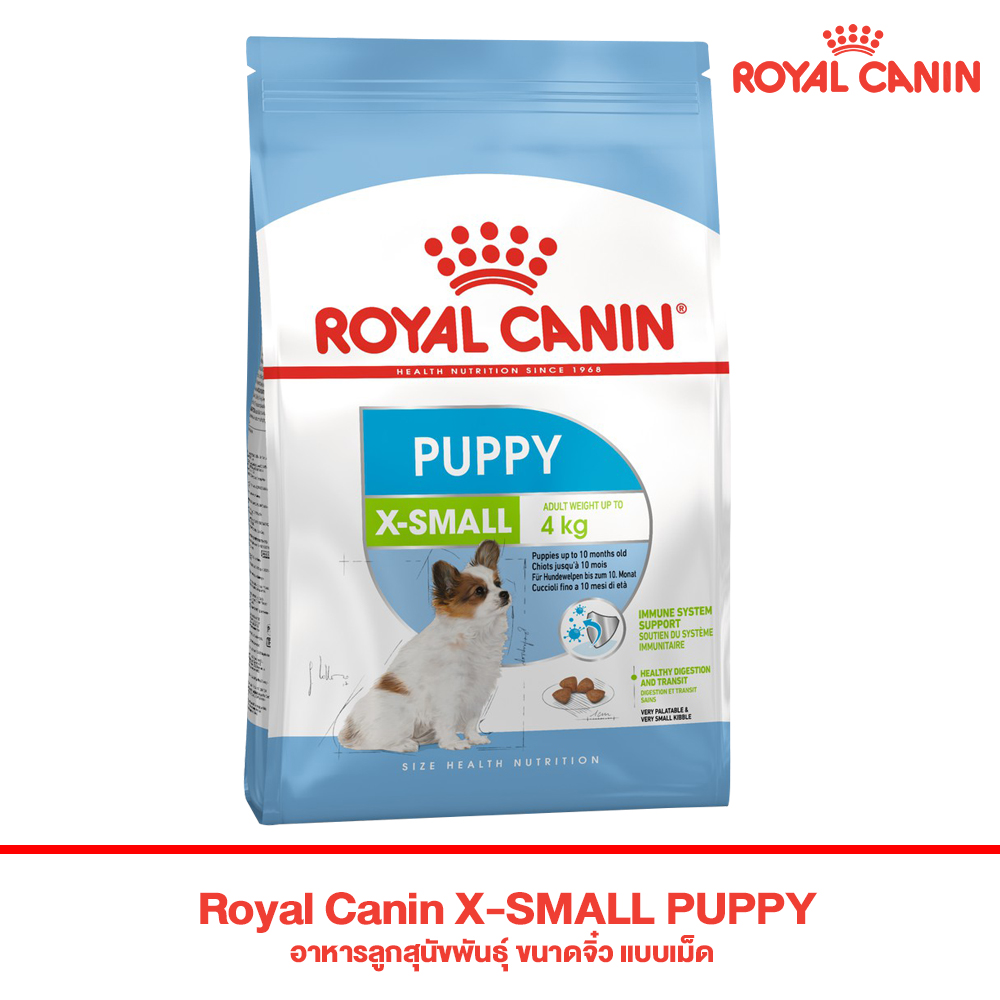 ROYAL CANIN
ROYAL CANIN®
HEALTH NUTRITION SINCE 1968
PUPPY
X-SMALL
ADULT WEIGHT UP TO
4 kg
Puppies up to 10 months old
Chiots jusqu'à 10 mois
Für Hundewelpen bis zum 10. Monat
Cuccioli fino a 10 mesi di età
IMMUNE SYSTEM
SUPPORT
SOUTIEN DU SYSTÈME
IMMUNITAIRE
HEALTHY DIGESTION
AND TRANSIT
DIGESTION ET TRANSIT
SAINS
VERY PALATABLE &
VERY SMALL KIBBLE
SIZE HEALTH NUTRITION
Royal Canin X-SMALL PUPPY
อาหารลูกสุนัขพันธุ์ ขนาดจิ๋ว แบบเม็ด